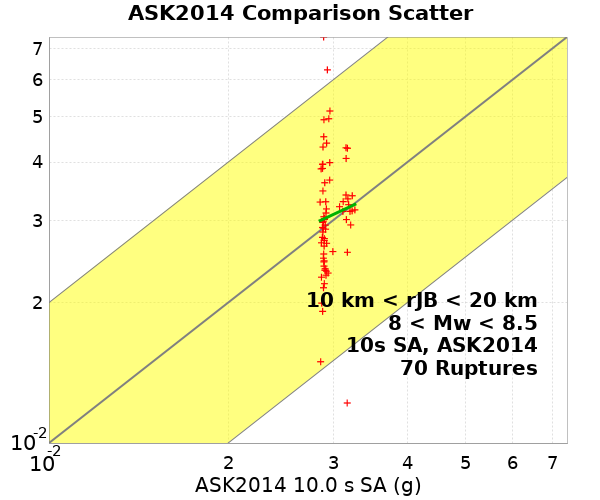 ASK2014 Comparison Scatter
7
6
5
4
3
2
10 km < rJB < 20 km
8 < Mw < 8.5
10s SA, ASK2014
70 Ruptures
10-2
10-2 2 3 4 5 6 7
ASK2014 10.0 s SA (g)